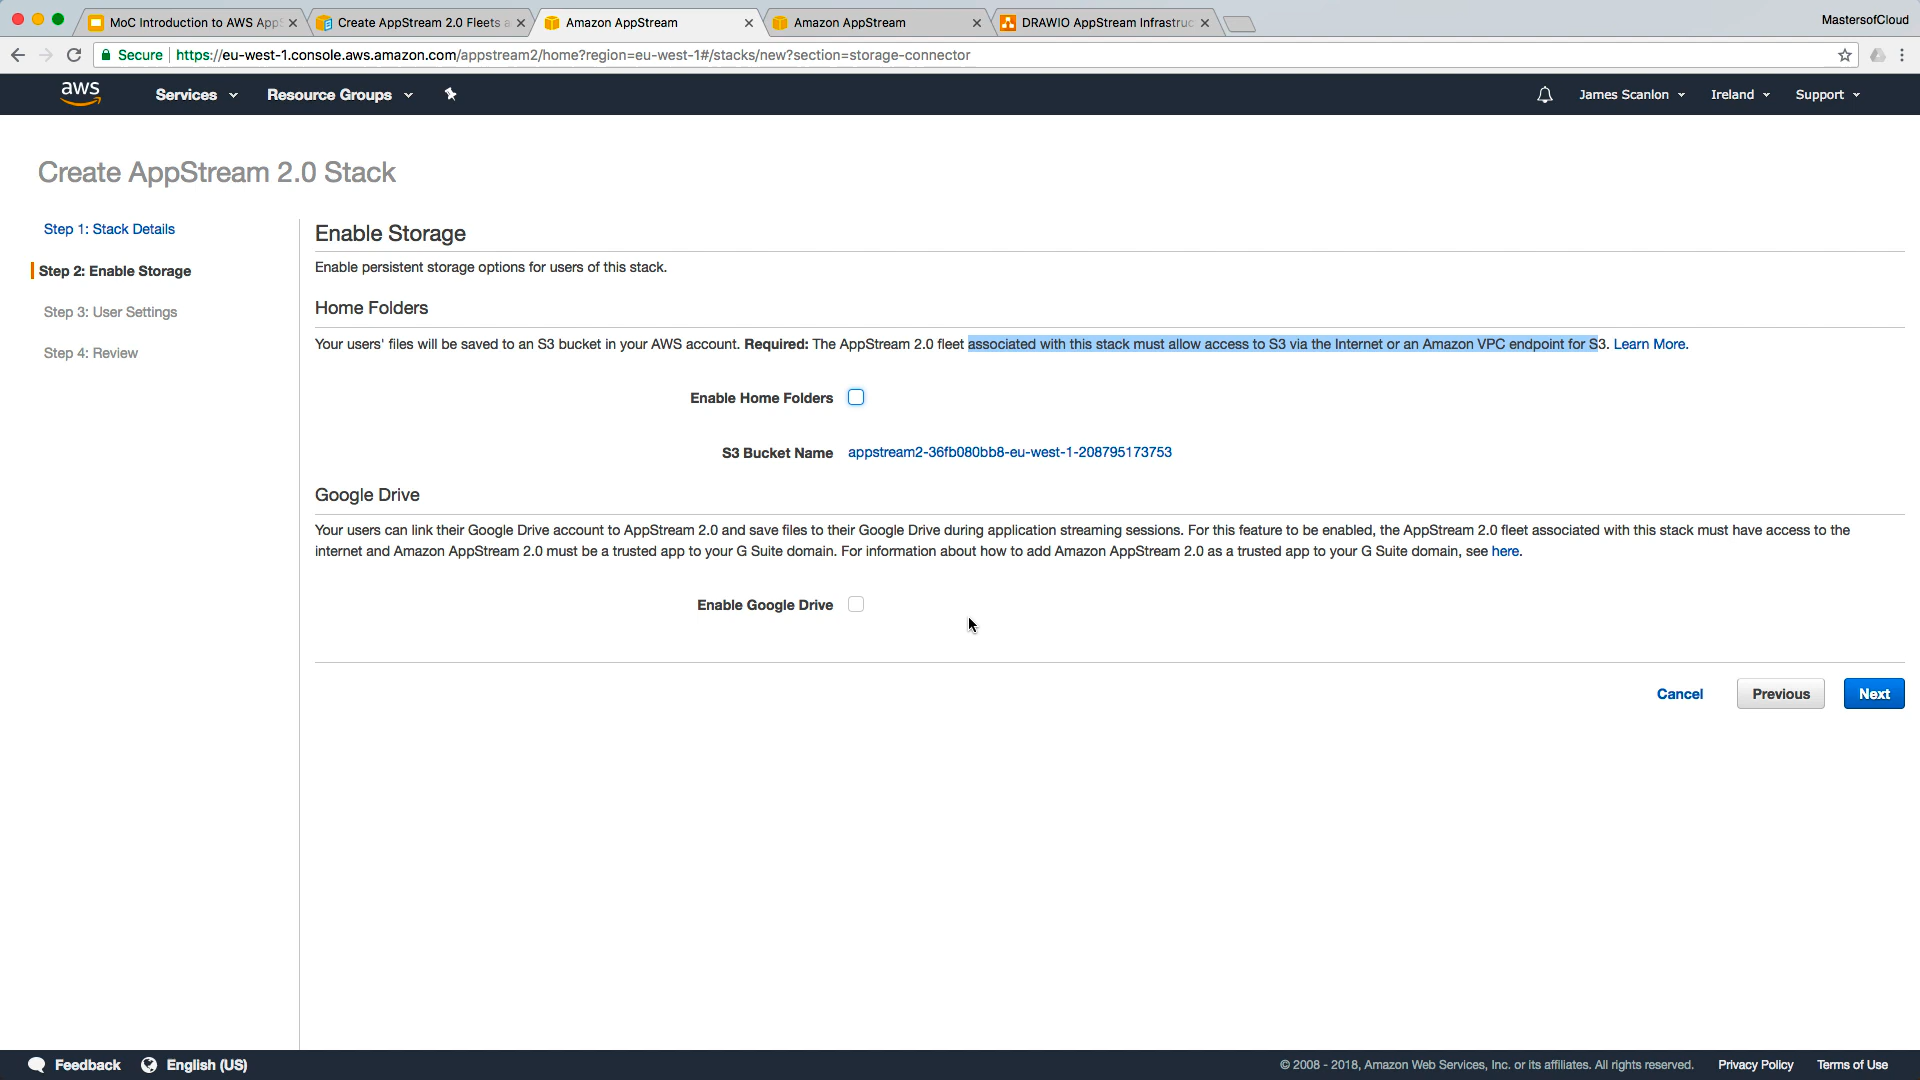 MoC Introduction to AWS App
Create AppStream 2.0 Fleets a
Amazon AppStream
Amazon AppStream
DRAWIO AppStream Infrastruc
MastersofCloud
Secure
https://eu-west-1.console.aws.amazon.com/appstream2/home?region=eu-west-1#/stacks/new?section=storage-connector
aws
Services
Resource Groups
James Scanlon
Ireland
Support
Create AppStream 2.0 Stack
Step 1: Stack Details
Step 2: Enable Storage
Step 3: User Settings
Step 4: Review
Enable Storage
Enable persistent storage options for users of this stack.
Home Folders
Your users' files will be saved to an S3 bucket in your AWS account. Required: The AppStream 2.0 fleet associated with this stack must allow access to S3 via the Internet or an Amazon VPC endpoint for S3. Learn More.
Enable Home Folders
S3 Bucket Name appstream2-36fb080bb8-eu-west-1-208795173753
Google Drive
Your users can link their Google Drive account to AppStream 2.0 and save files to their Google Drive during application streaming sessions. For this feature to be enabled, the AppStream 2.0 fleet associated with this stack must have access to the
internet and Amazon AppStream 2.0 must be a trusted app to your G Suite domain. For information about how to add Amazon AppStream 2.0 as a trusted app to your G Suite domain, see here.
Enable Google Drive
Cancel
Previous
Next
Feedback
English (US)
© 2008 - 2018, Amazon Web Services, Inc. or its affiliates. All rights reserved.
Privacy Policy
Terms of Use